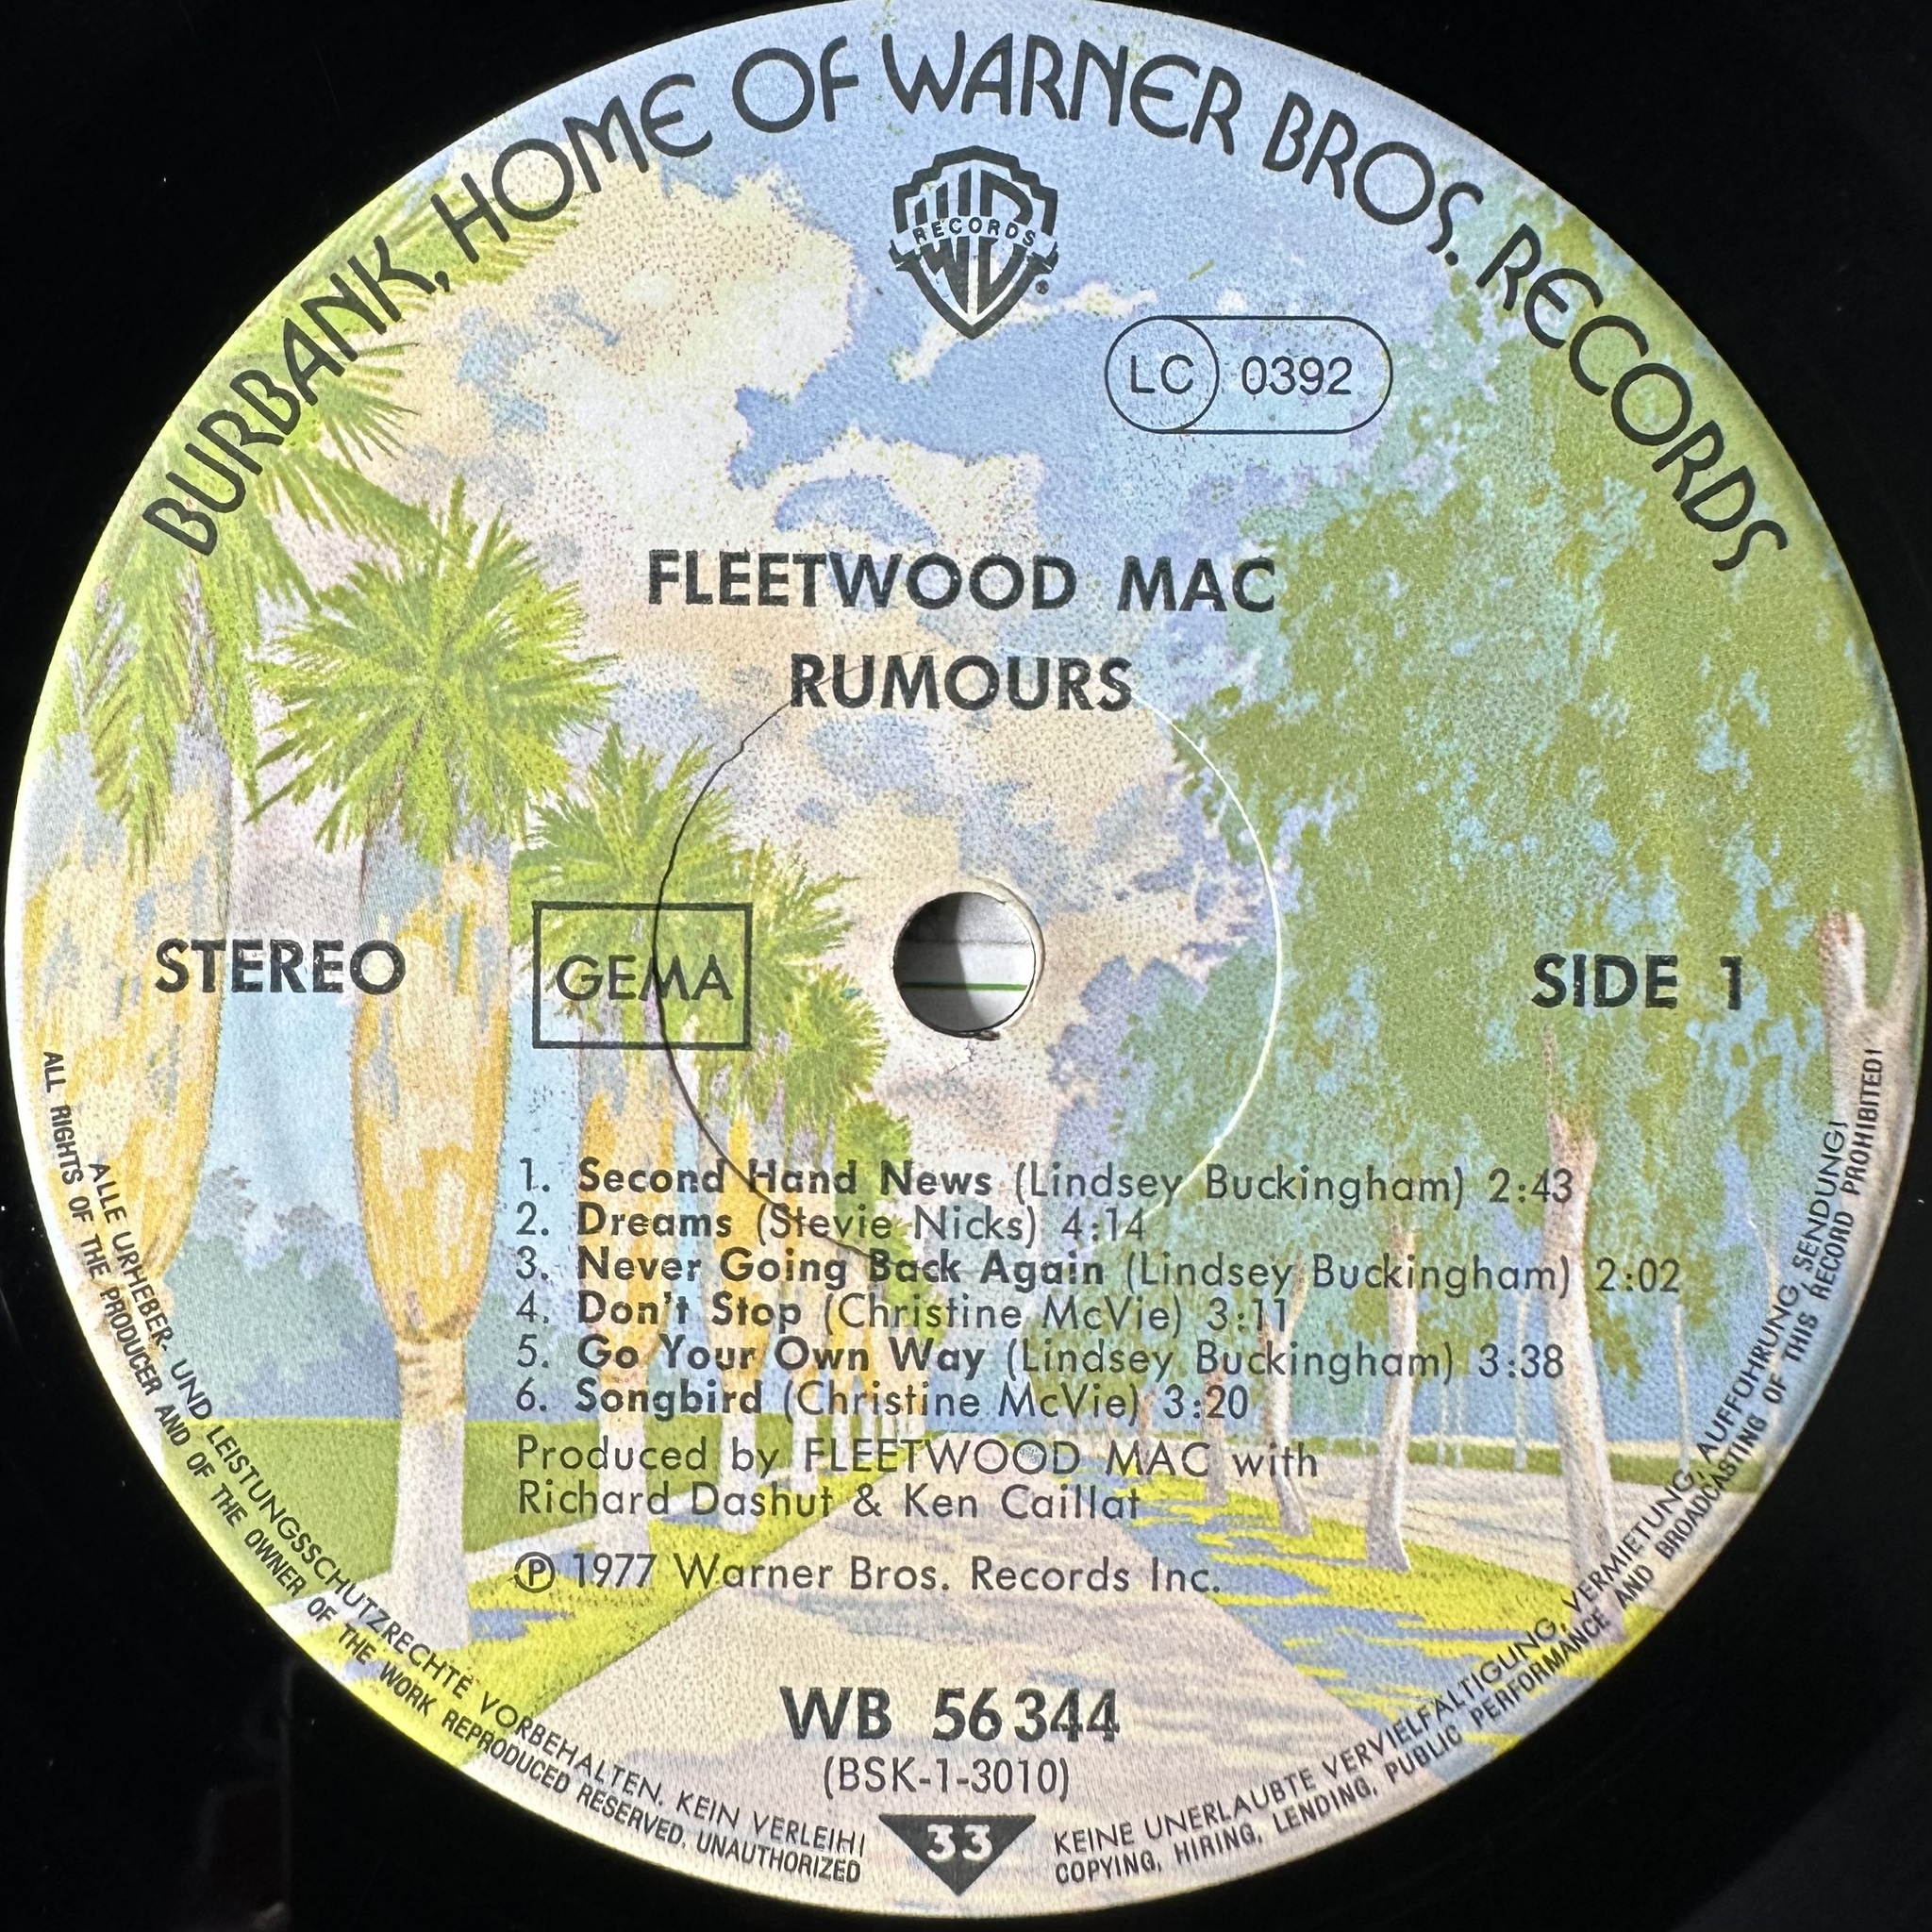 BURBANK, HOME OF WARNER BROS. RECORDS
RECORDS
LC 0392
FLEETWOOD MAC
RUMOURS
STEREO
GEMA
SIDE 1
1. Second Hand News (Lindsey Buckingham) 2:43
2. Dreams (Stevie Nicks) 4:14
3. Never Going Back Again (Lindsey Buckingham) 2:02
4. Don't Stop (Christine McVie) 3:11
5. Go Your Own Way (Lindsey Buckingham) 3:38
6. Songbird (Christine McVie) 3:20
Produced by FLEETWOOD MAC with
Richard Dashut & Ken Caillat
℗ 1977 Warner Bros. Records Inc.
WB 56 344
(BSK-1-3010)
33
ALLE URHEBER- UND LEISTUNGSSCHUTZRECHTE VORBEHALTEN. KEIN VERLEIH!
KEINE UNERLAUBTE VERVIELFÄLTIGUNG, VERMIETUNG, AUFFÜHRUNG, SENDUNG!
ALL RIGHTS OF THE PRODUCER AND OF THE OWNER OF THE WORK REPRODUCED RESERVED. UNAUTHORIZED
COPYING, HIRING, LENDING, PUBLIC PERFORMANCE AND BROADCASTING OF THIS RECORD PROHIBITED!